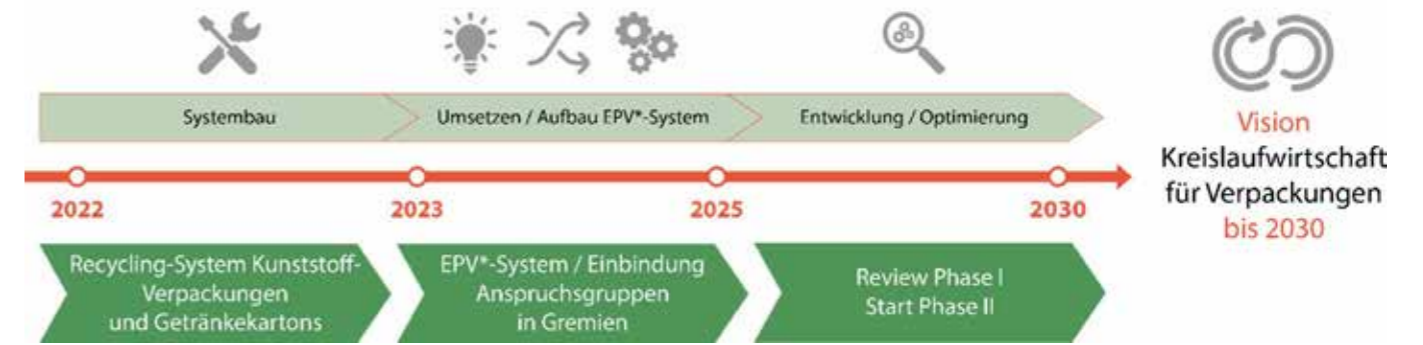 Systembau
Umsetzen / Aufbau EPV*-System
Entwicklung / Optimierung
2022
2023
2025
2030
Recycling-System Kunststoff-
Verpackungen
und Getränkekartons
EPV*-System / Einbindung
Anspruchsgruppen
in Gremien
Review Phase I
Start Phase II
Vision
Kreislaufwirtschaft
für Verpackungen
bis 2030